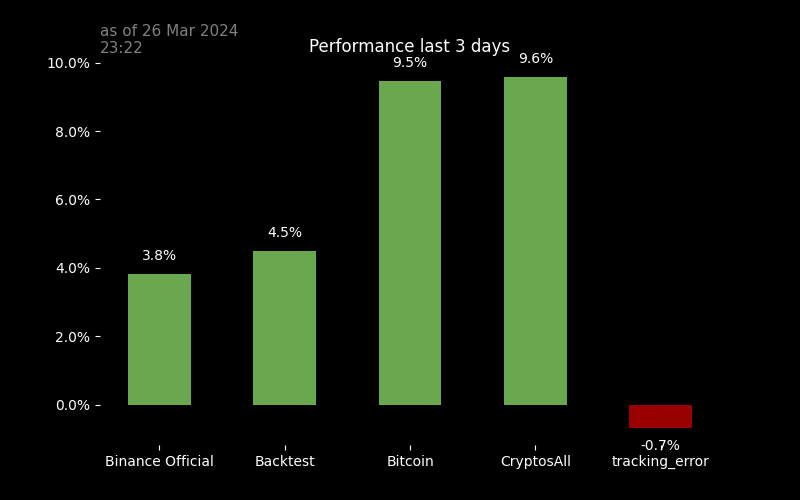 as of 26 Mar 2024
23:22
Performance last 3 days
10.0%
8.0%
6.0%
4.0%
2.0%
0.0%
3.8%
4.5%
9.5%
9.6%
-0.7%
Binance Official
Backtest
Bitcoin
CryptosAll
tracking_error